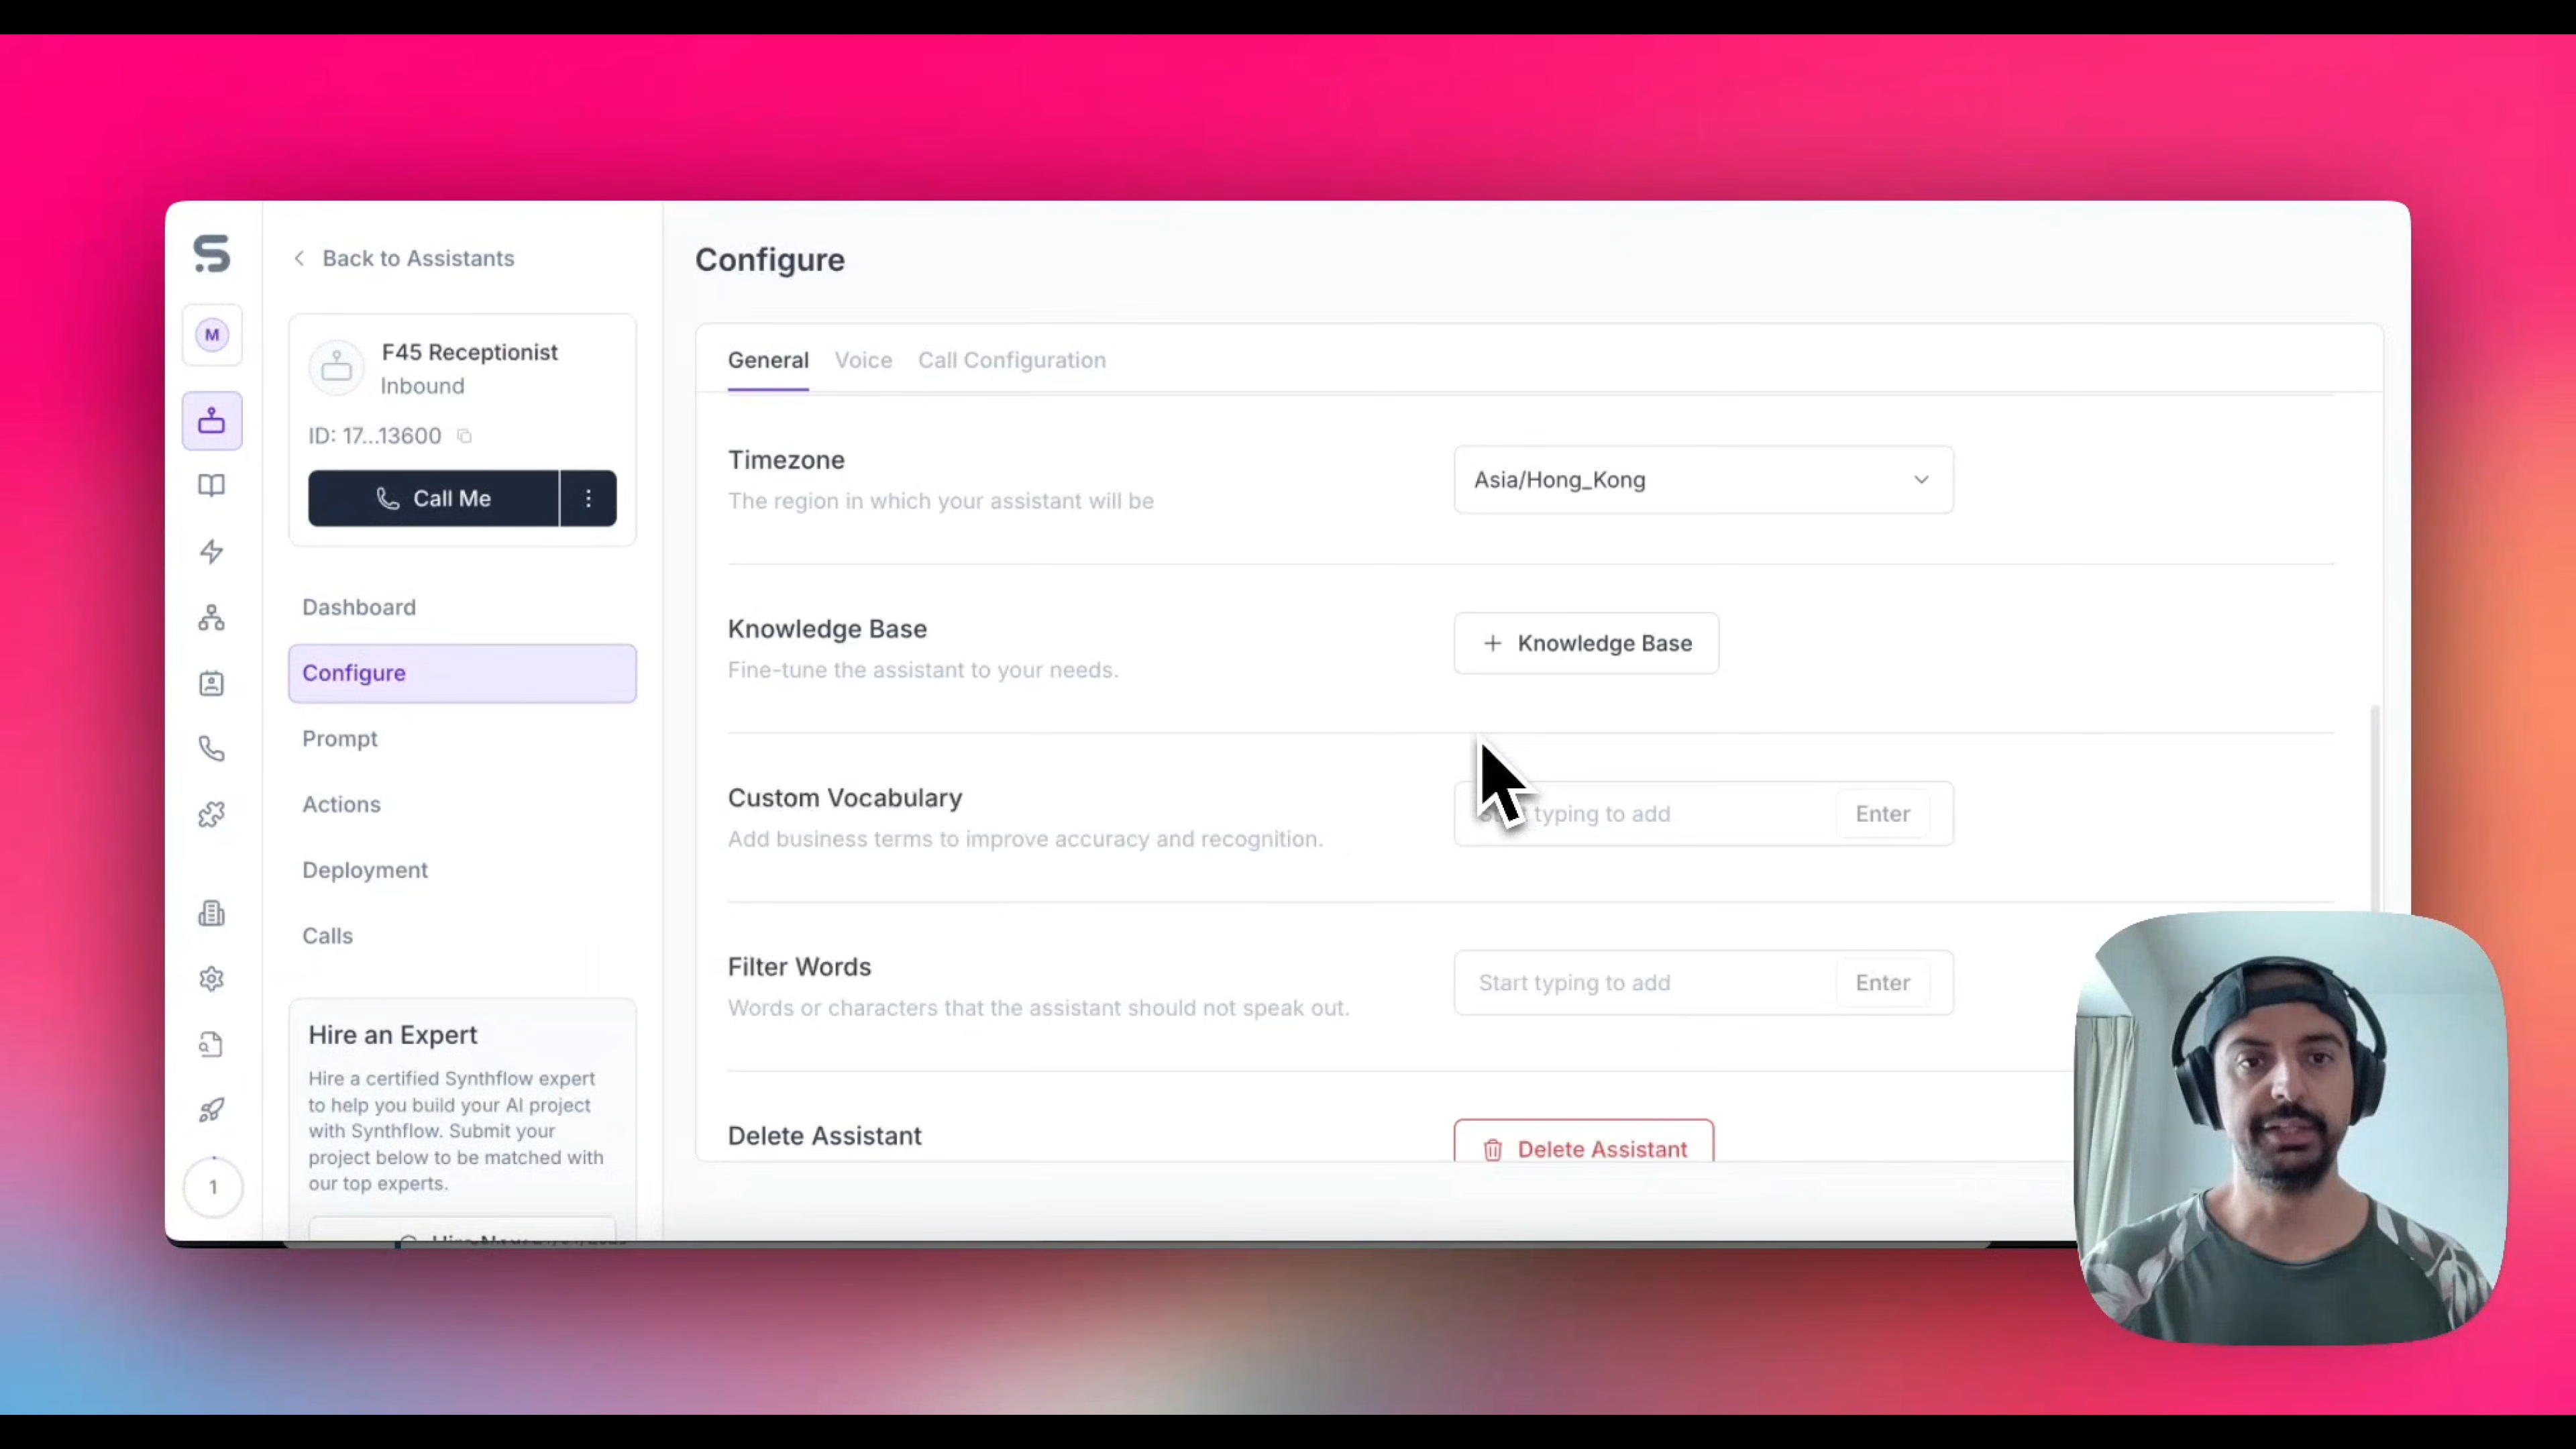 Back to Assistants
M
F45 Receptionist
Inbound
ID: 17...13600
Call Me
Dashboard
Configure
Prompt
Actions
Deployment
Calls
Hire an Expert
Hire a certified Synthflow expert
to help you build your AI project
with Synthflow. Submit your
project below to be matched with
our top experts.
1
Configure
General Voice Call Configuration
Timezone
The region in which your assistant will be
Asia/Hong_Kong
Knowledge Base
Fine-tune the assistant to your needs.
+ Knowledge Base
Custom Vocabulary
Add business terms to improve accuracy and recognition.
typing to add
Enter
Filter Words
Words or characters that the assistant should not speak out.
Start typing to add
Enter
Delete Assistant
Delete Assistant